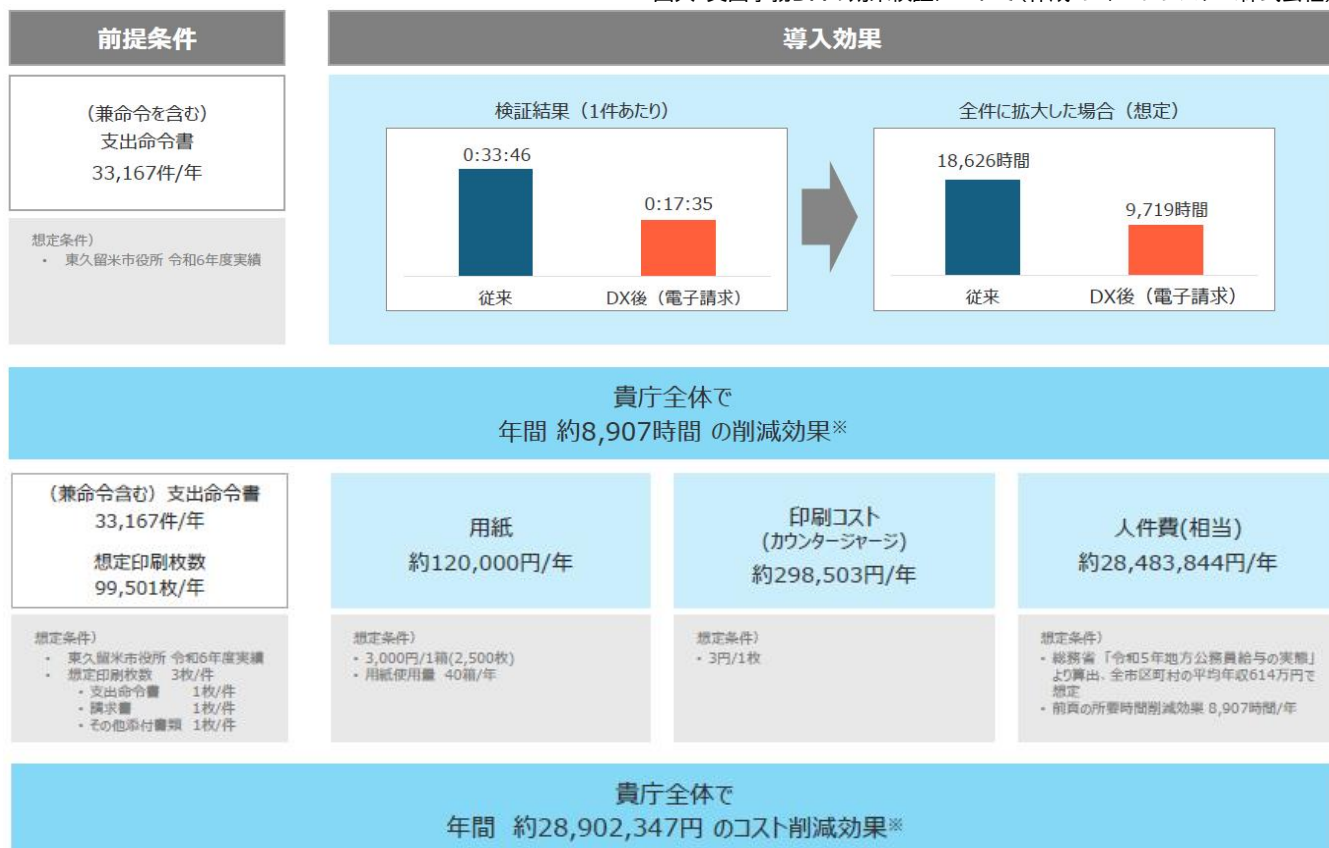 前提条件
導入効果
（兼命令を含む）
支出命令書
33,167件/年
想定条件）
・ 東久留米市役所 令和6年度実績
検証結果（1件あたり）
0:33:46
0:17:35
従来
DX後（電子請求）
全件に拡大した場合（想定）
18,626時間
9,719時間
従来
DX後（電子請求）
貴庁全体で
年間 約8,907時間 の削減効果※
（兼命令含む）支出命令書
33,167件/年
想定印刷枚数
99,501枚/年
想定条件）
・ 東久留米市役所 令和6年度実績
・ 想定印刷枚数 3枚/件
・支出命令書 1枚/件
・請求書 1枚/件
・その他添付書類 1枚/件
用紙
約120,000円/年
想定条件）
・3,000円/1箱(2,500枚)
・用紙使用量 40箱/年
印刷コスト
(カウンタージャージ)
約298,503円/年
想定条件）
・3円/1枚
人件費(相当)
約28,483,844円/年
想定条件）
・総務省「令和5年地方公務員給与の実態」
より算出、全市区町村の平均年収614万円で
想定
・前頁の所要時間削減効果 8,907時間/年
貴庁全体で
年間 約28,902,347円 のコスト削減効果※